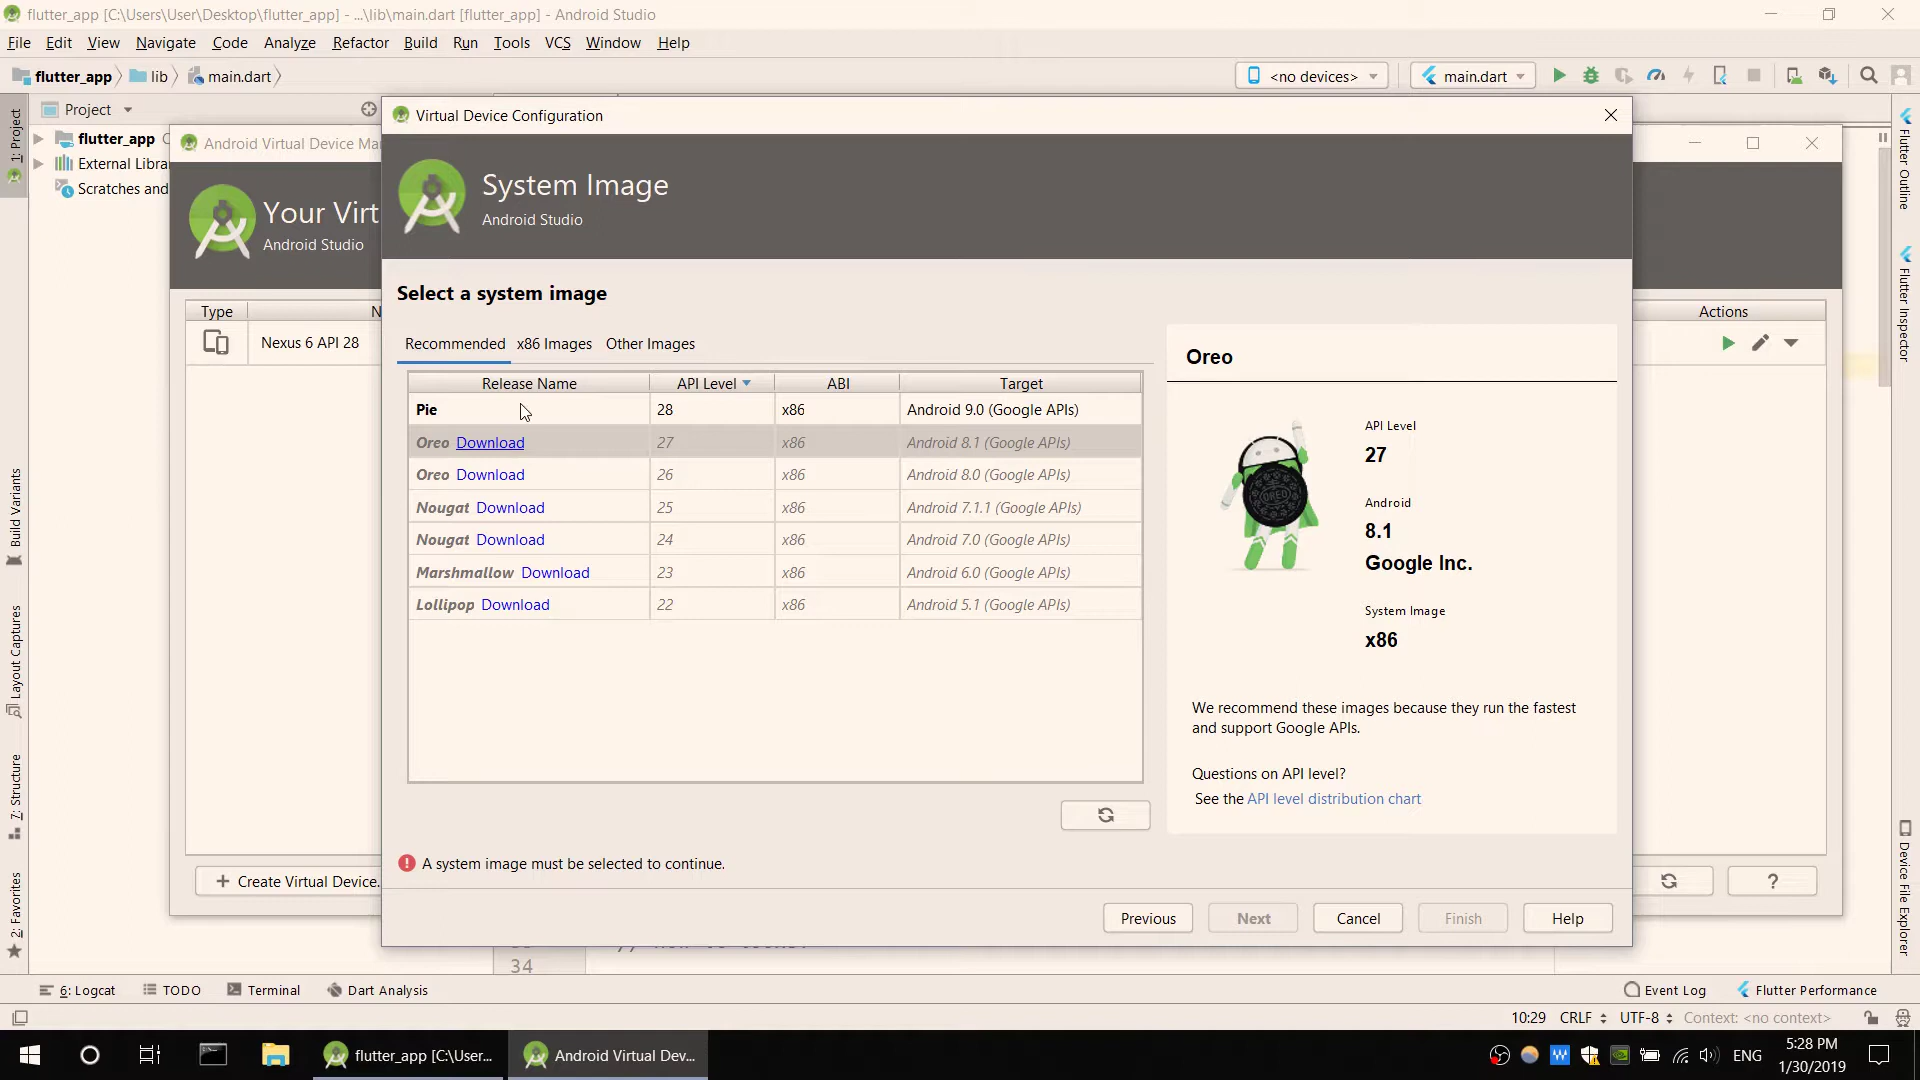 flutter_app [C:\Users\User\Desktop\flutter_app] - ...\lib\main.dart [flutter_app] - Android Studio
File Edit View Navigate Code Analyze Refactor Build Run Tools VCS Window Help
flutter_app lib main.dart <no devices> main.dart
Project
flutter_app
External Libra
Scratches and
1: Project
Build Variants
Layout Captures
7: Structure
2: Favorites
Android Virtual Device Ma
Your Virt
Android Studio
Type N
Nexus 6 API 28
Actions
Create Virtual Device.
?
Virtual Device Configuration
System Image
Android Studio
Select a system image
Recommended x86 Images Other Images
Release Name API Level ABI Target
Pie 28 x86 Android 9.0 (Google APIs)
Oreo Download 27 x86 Android 8.1 (Google APIs)
Oreo Download 26 x86 Android 8.0 (Google APIs)
Nougat Download 25 x86 Android 7.1.1 (Google APIs)
Nougat Download 24 x86 Android 7.0 (Google APIs)
Marshmallow Download 23 x86 Android 6.0 (Google APIs)
Lollipop Download 22 x86 Android 5.1 (Google APIs)
Oreo
OREO
API Level
27
Android
8.1
Google Inc.
System Image
x86
We recommend these images because they run the fastest
and support Google APIs.
Questions on API level?
See the API level distribution chart
A system image must be selected to continue.
Previous Next Cancel Finish Help
Flutter Outline
Flutter Inspector
Device File Explorer
34
6: Logcat TODO Terminal Dart Analysis Event Log Flutter Performance
10:29 CRLF UTF-8 Context: <no context>
flutter_app [C:\User... Android Virtual Dev... ENG 5:28 PM
1/30/2019